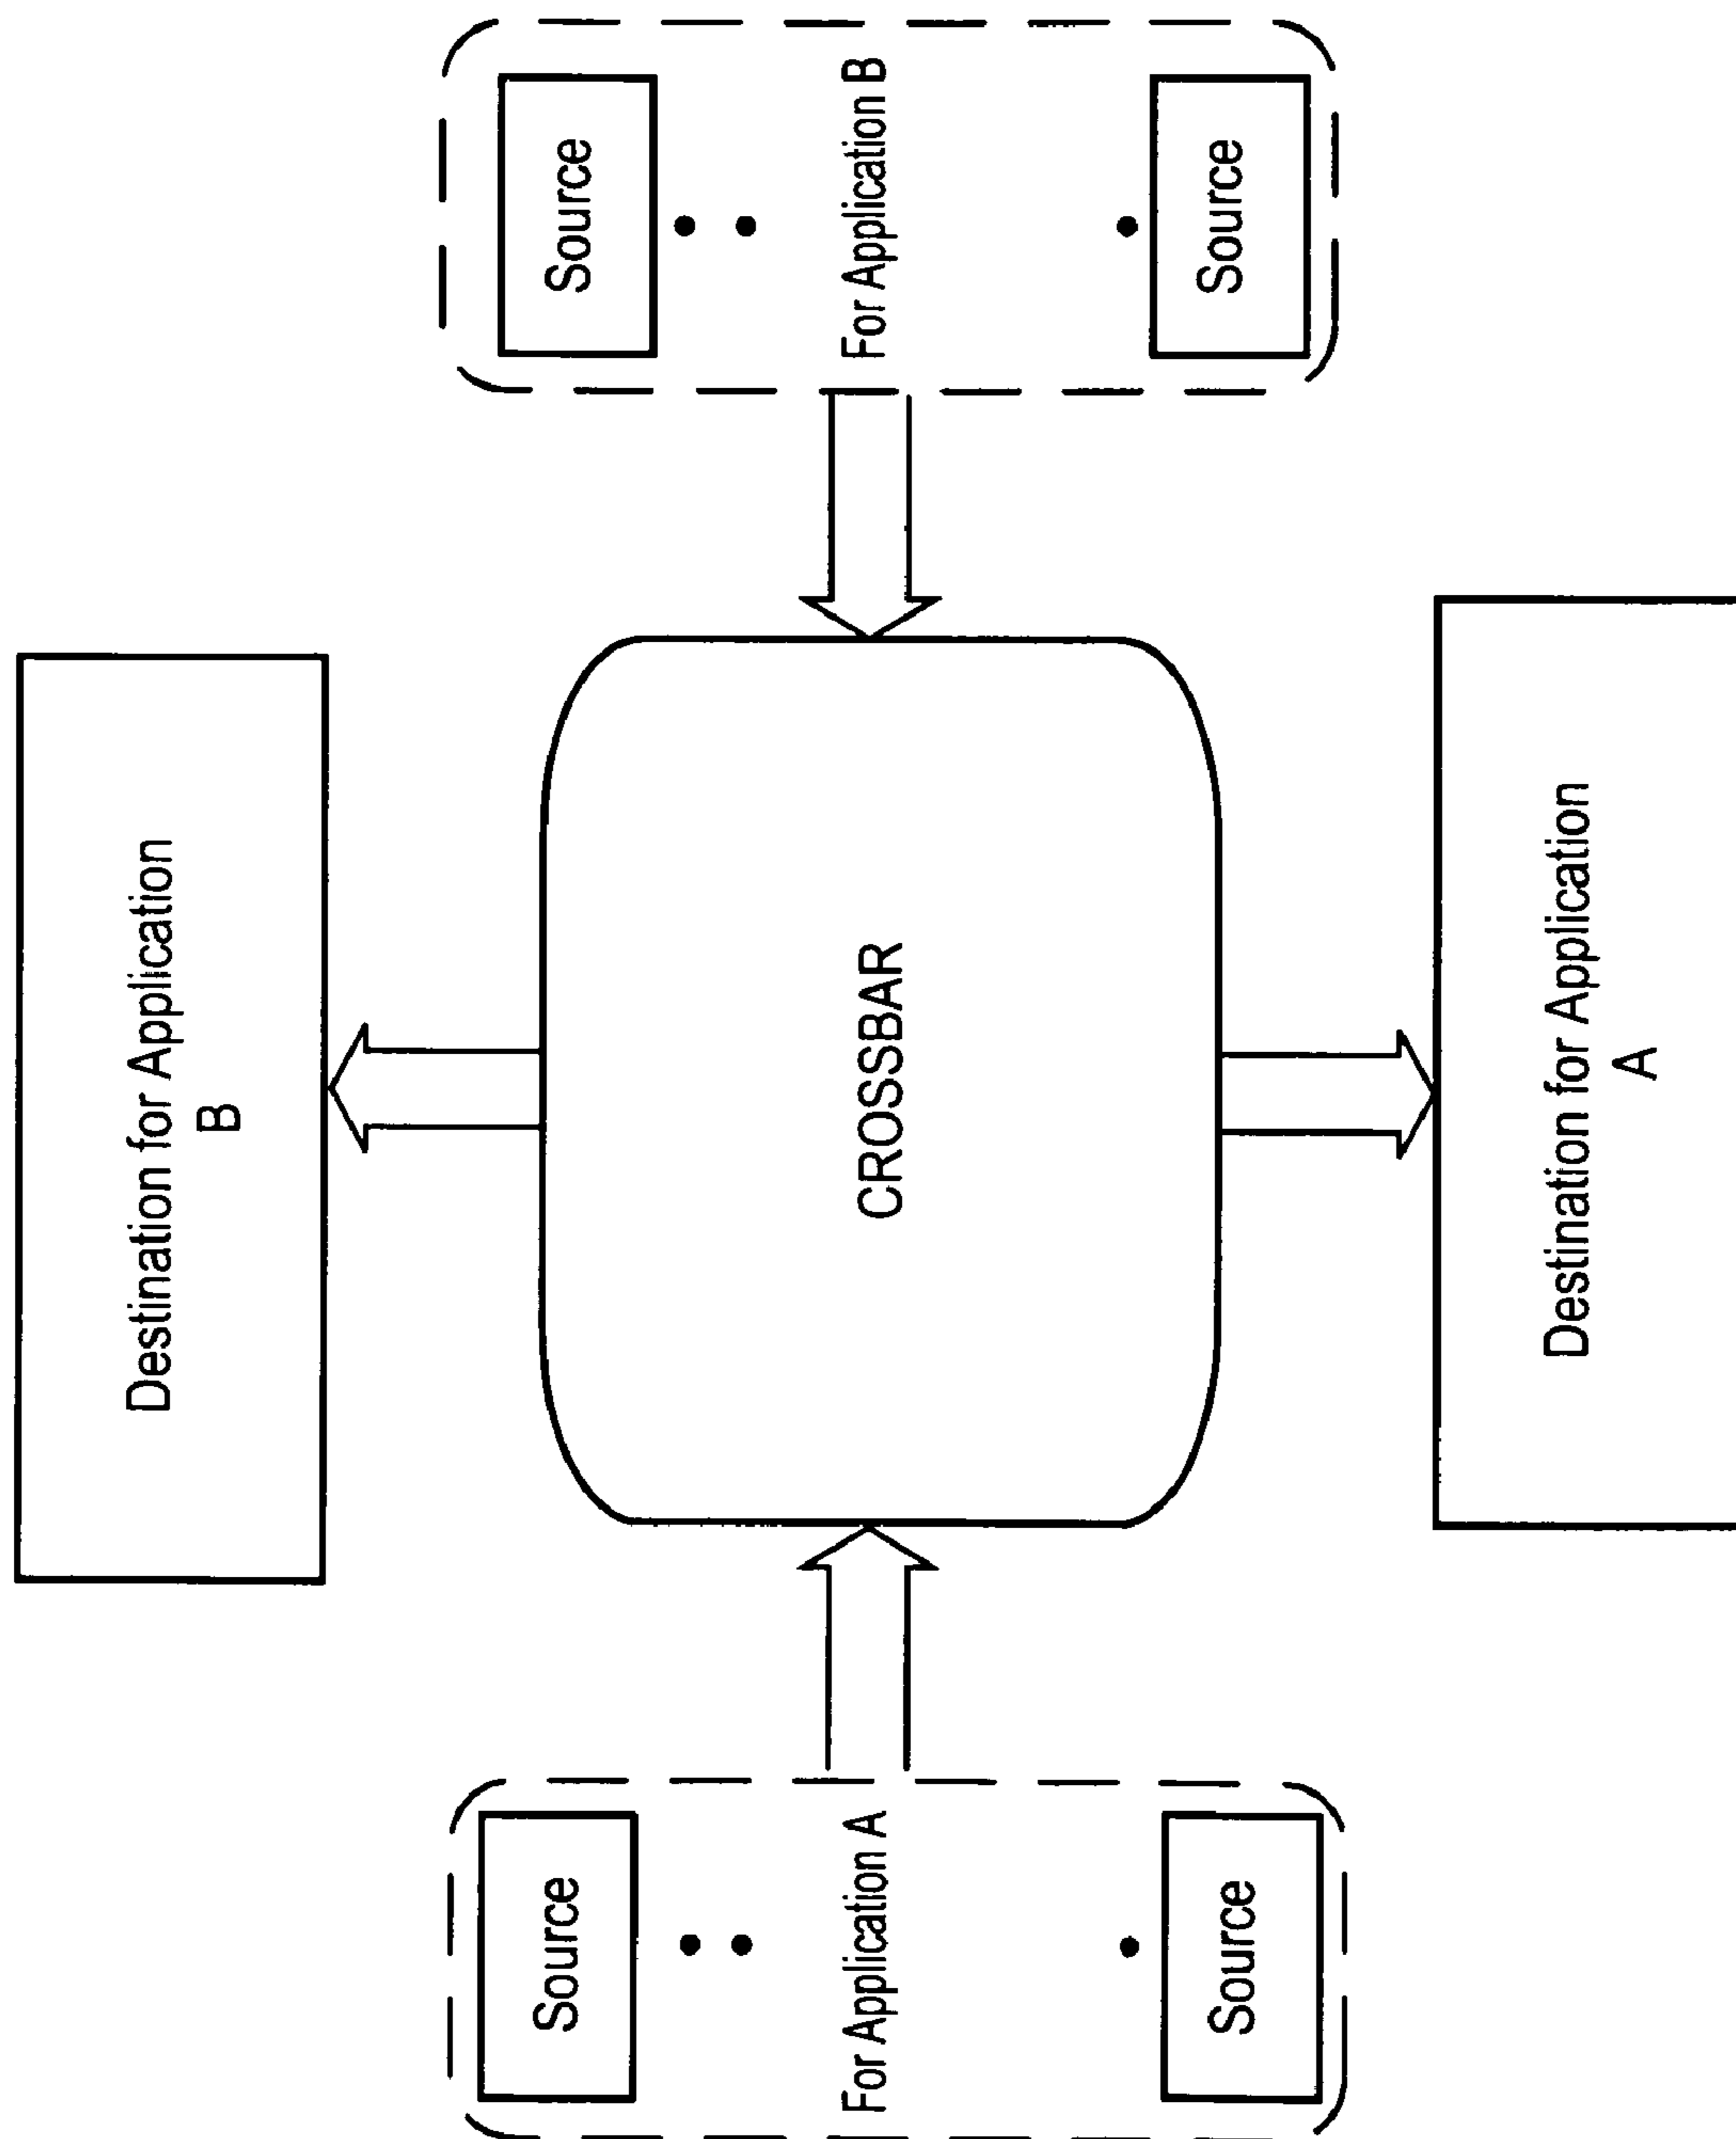 Destination for Application
B
Source
For Application A
Source
CROSSBAR
Source
For Application B
Source
Destination for Application
A